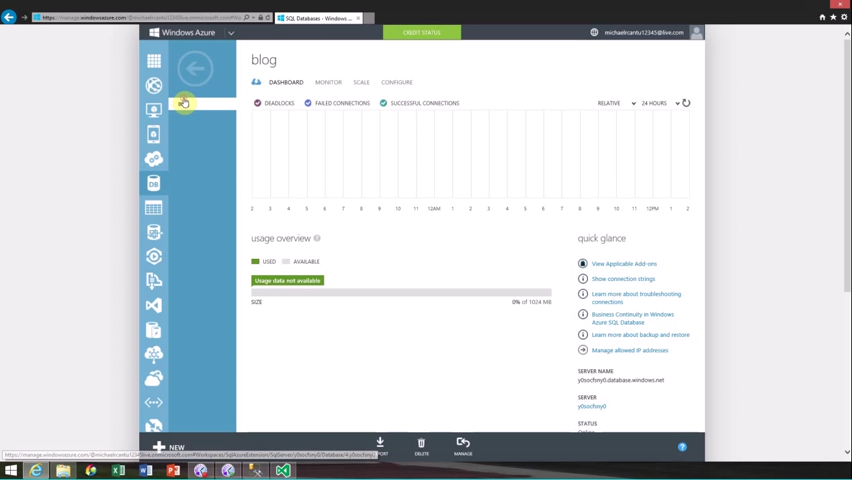 https://manage.windowsazure.com/@michaelrcantu12345live.onmicrosoft.com#Wo
SQL Databases - Windows ...
Windows Azure
CREDIT STATUS
michaelrcantu12345@live.com
blog
DASHBOARD MONITOR SCALE CONFIGURE
DEADLOCKS FAILED CONNECTIONS SUCCESSFUL CONNECTIONS RELATIVE 24 HOURS
2 3 4 5 6 7 8 9 10 11 12AM 1 2 3 4 5 6 7 8 9 10 11 12PM 1 2
usage overview
quick glance
USED AVAILABLE
Usage data not available
SIZE 0% of 1024 MB
View Applicable Add-ons
Show connection strings
Learn more about troubleshooting
connections
Business Continuity in Windows
Azure SQL Database
Learn more about backup and restore
Manage allowed IP addresses
SERVER NAME
y0socfsny0.database.windows.net
SERVER
y0socfsny0
STATUS
Online
NEW
DELETE
MANAGE
DB